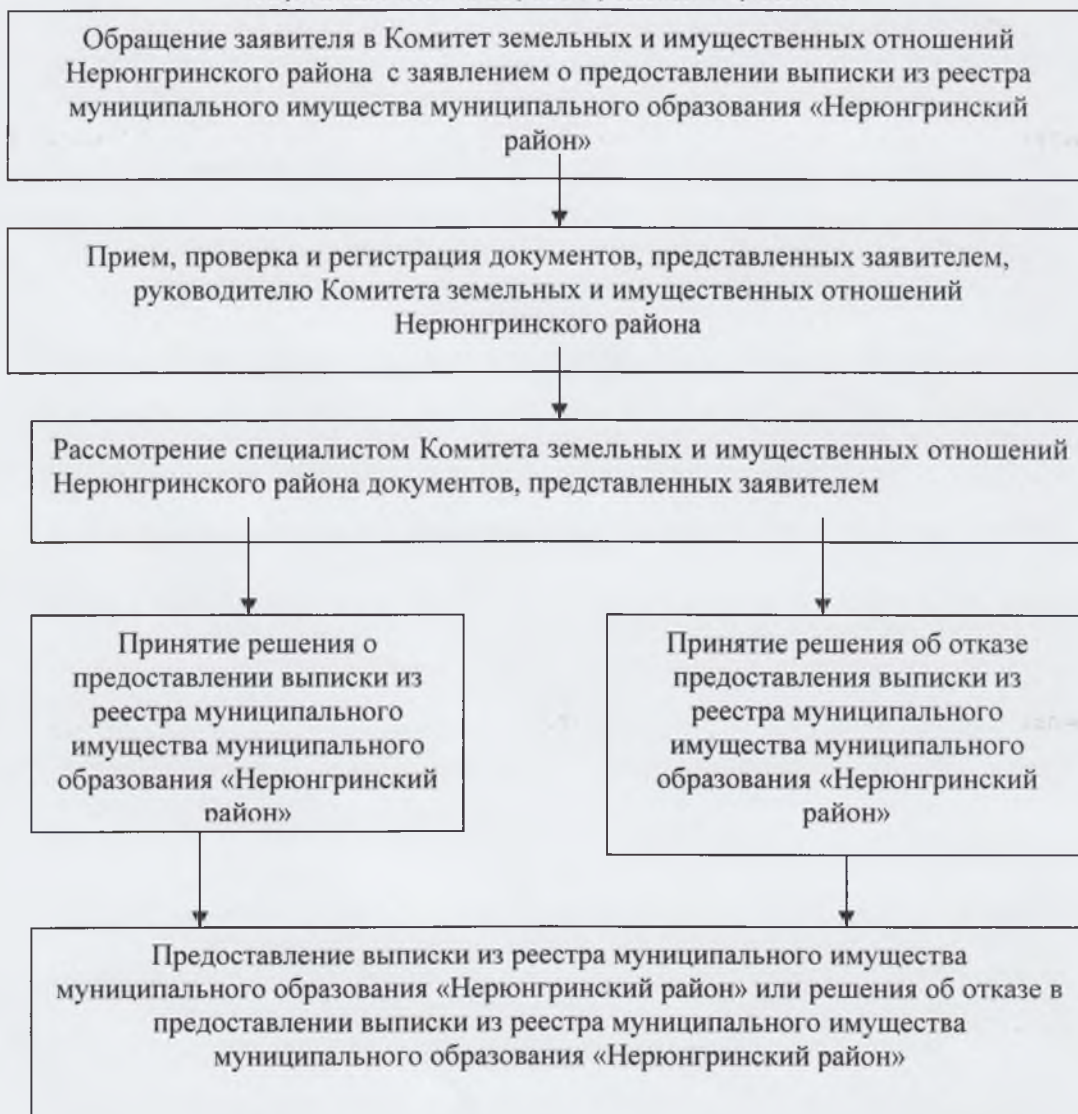 Обращение заявителя в Комитет земельных и имущественных отношений
Нерюнгринского района с заявлением о предоставлении выписки из реестра
муниципального имущества муниципального образования «Нерюнгринский
район»
Прием, проверка и регистрация документов, представленных заявителем,
руководителю Комитета земельных и имущественных отношений
Нерюнгринского района
Рассмотрение специалистом Комитета земельных и имущественных отношений
Нерюнгринского района документов, представленных заявителем
Принятие решения о
предоставлении выписки из
реестра муниципального
имущества муниципального
образования «Нерюнгринский
район»
Принятие решения об отказе
предоставления выписки из
реестра муниципального
имущества муниципального
образования «Нерюнгринский
район»
Предоставление выписки из реестра муниципального имущества
муниципального образования «Нерюнгринский район» или решения об отказе в
предоставлении выписки из реестра муниципального имущества
муниципального образования «Нерюнгринский район»